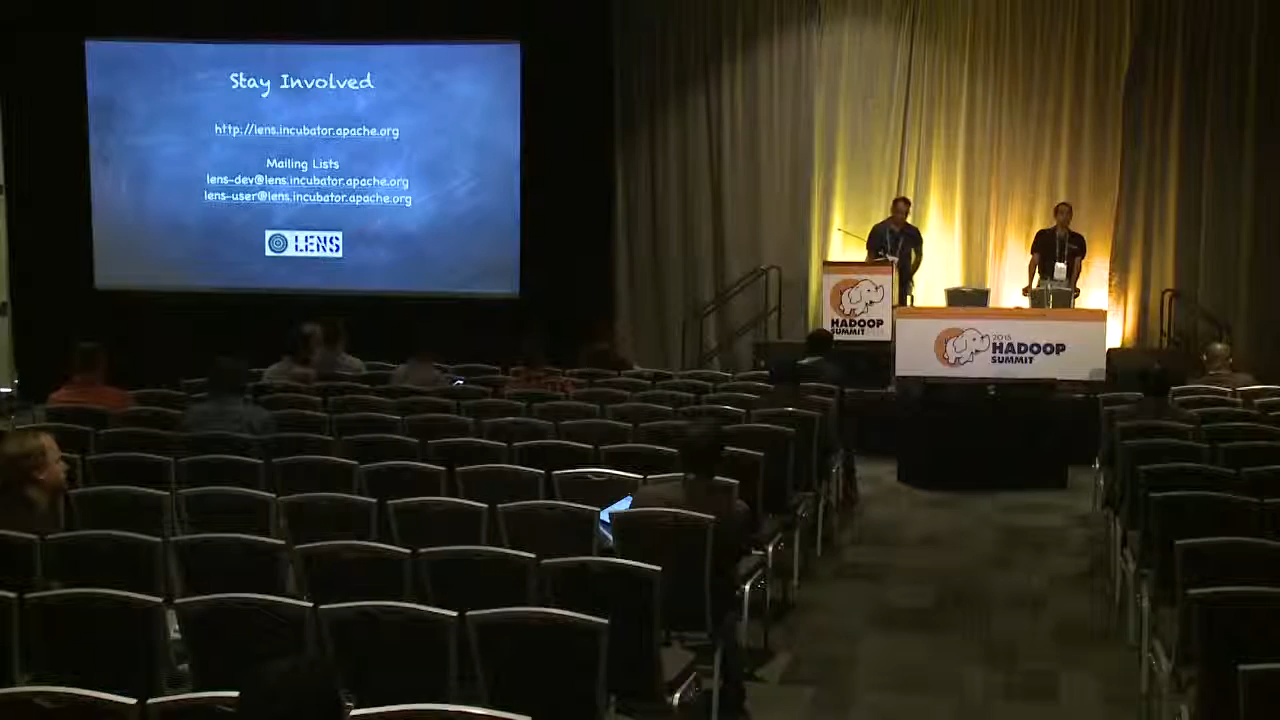 Stay Involved
http://lens.incubator.apache.org
Mailing Lists
lens-dev@lens.incubator.apache.org
lens-user@lens.incubator.apache.org
LENS
HADOOP
SUMMIT
2015
HADOOP
SUMMIT